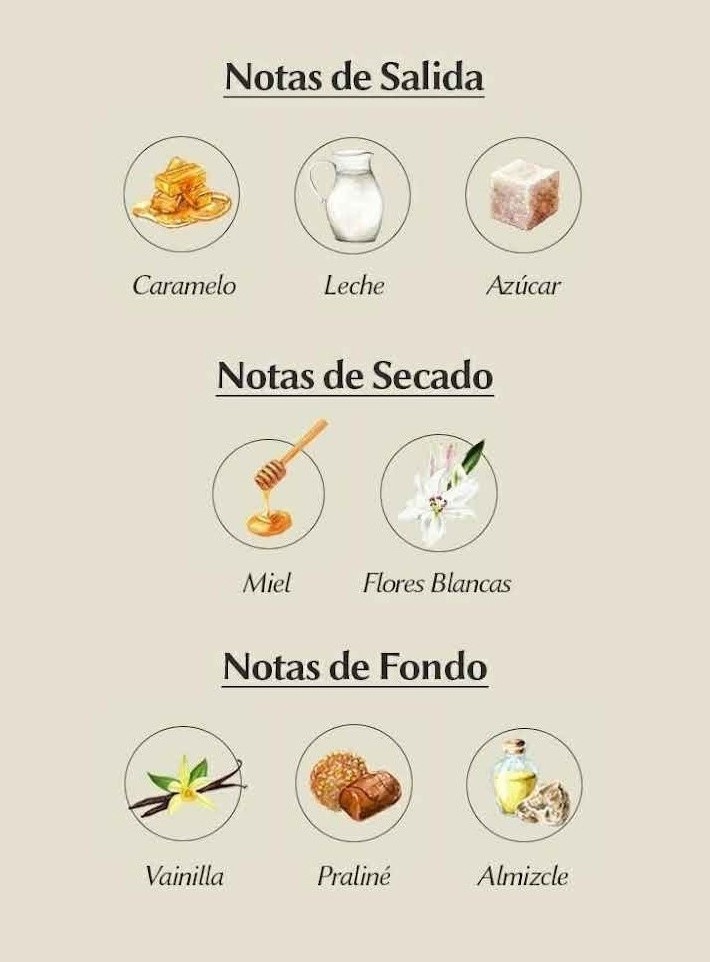 Notas de Salida
Caramelo Leche Azúcar
Notas de Secado
Miel Flores Blancas
Notas de Fondo
Vainilla Praliné Almizcle